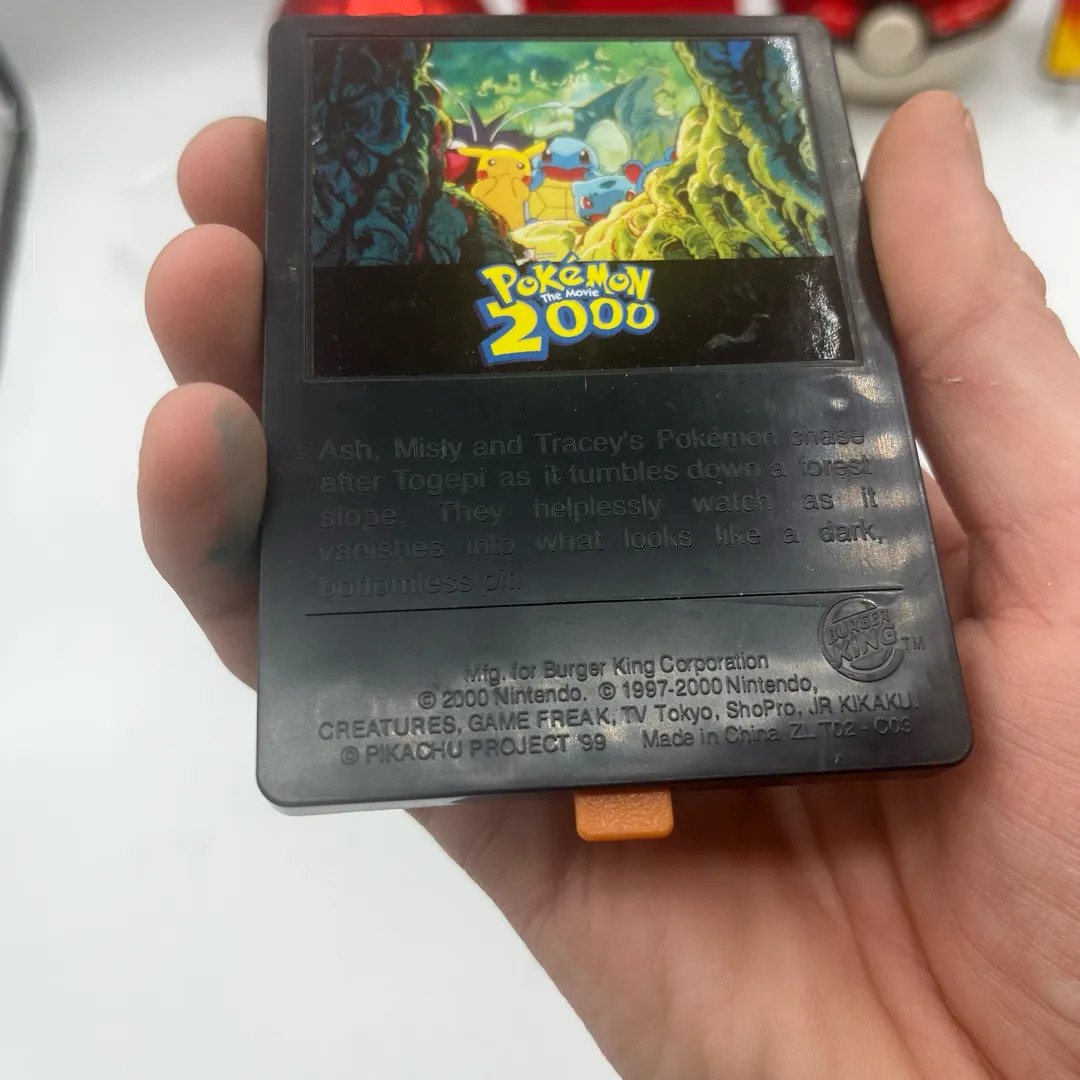 POKéMON
The Movie
2000
Ash, Misty and Tracey's Pokémon chase
after Togepi as it tumbles down a forest
slope. They helplessly watch as it
vanishes into what looks like a dark,
bottomless pit.
BURGER
KING TM
Mfg. for Burger King Corporation
© 2000 Nintendo. © 1997-2000 Nintendo,
CREATURES, GAME FREAK, TV Tokyo, ShoPro, JR KIKAKU.
© PIKACHU PROJECT '99 Made in China ZL T02 - C03